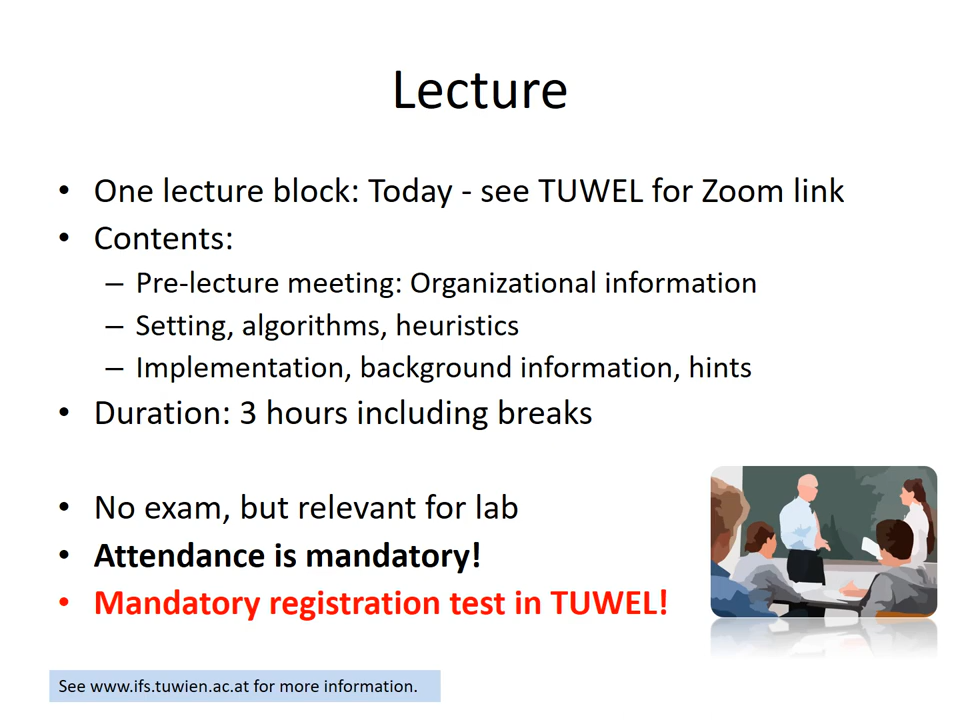 Lecture
• One lecture block: Today - see TUWEL for Zoom link
• Contents:
– Pre-lecture meeting: Organizational information
– Setting, algorithms, heuristics
– Implementation, background information, hints
• Duration: 3 hours including breaks
• No exam, but relevant for lab
• Attendance is mandatory!
• Mandatory registration test in TUWEL!
See www.ifs.tuwien.ac.at for more information.